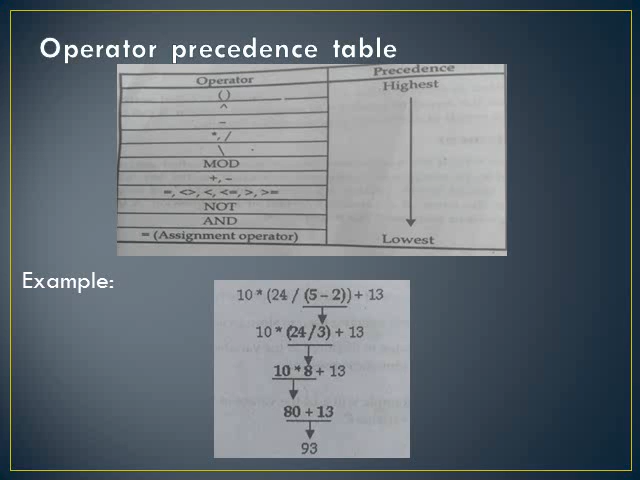 Operator precedence table
Operator Precedence
( ) Highest
^
–
*, /
\
MOD
+, –
=, <>, <, <=, >, >=
NOT
AND
= (Assignment operator) Lowest
Example:
10 * (24 / (5 – 2)) + 13
10 * (24 / 3) + 13
10 * 8 + 13
80 + 13
93